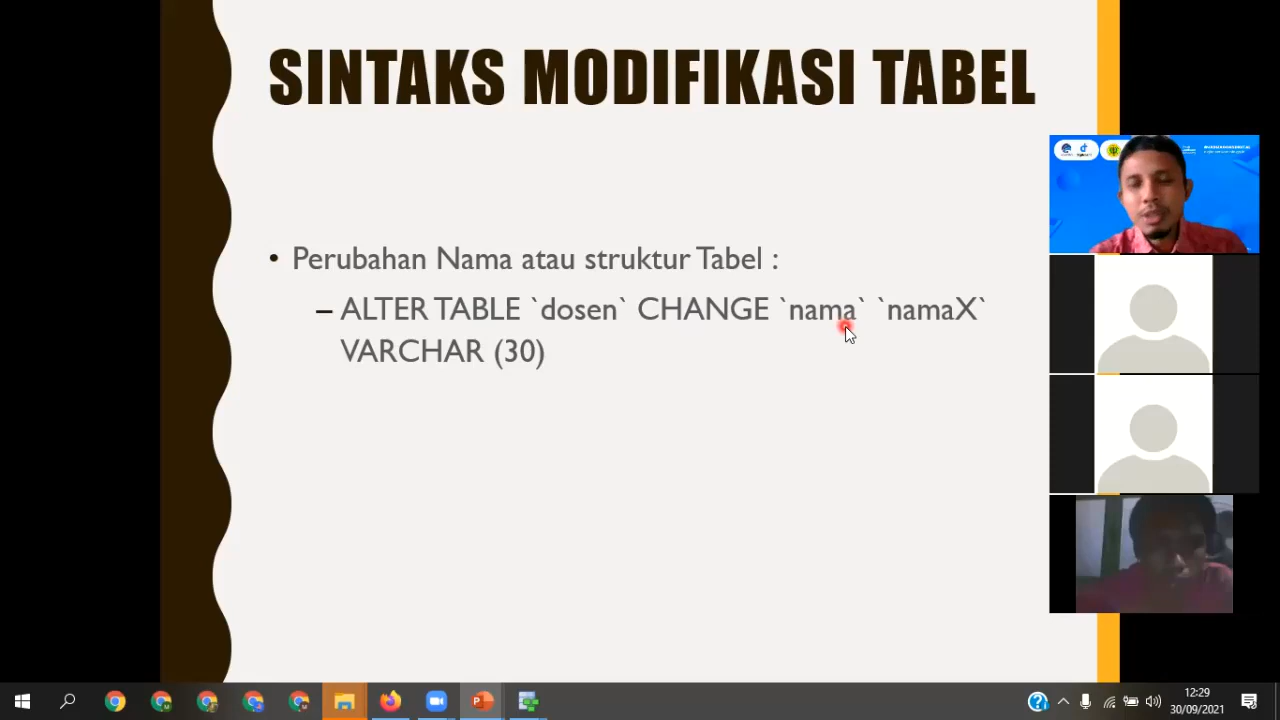 SINTAKS MODIFIKASI TABEL
• Perubahan Nama atau struktur Tabel :
– ALTER TABLE `dosen` CHANGE `nama` `namaX`
VARCHAR (30)
12:29
30/09/2021